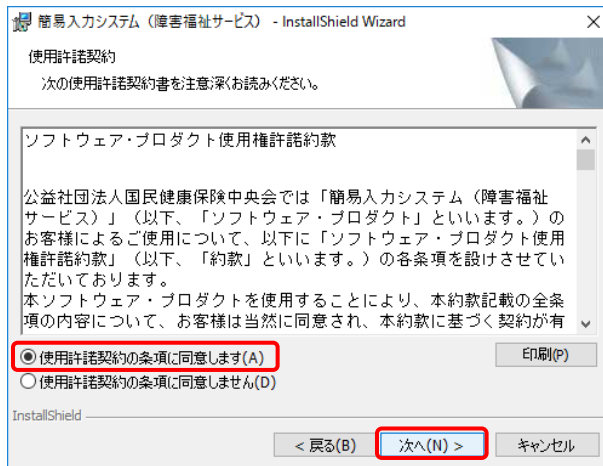 簡易入力システム（障害福祉サービス） - InstallShield Wizard
使用許諾契約
次の使用許諾契約書を注意深くお読みください。
ソフトウェア・プロダクト使用権許諾約款
公益社団法人国民健康保険中央会では「簡易入力システム（障害福祉
サービス）」（以下、「ソフトウェア・プロダクト」といいます。）の
お客様によるご使用について、以下に「ソフトウェア・プロダクト使用
権許諾約款」（以下、「約款」といいます。）の各条項を設けさせてい
ただいております。
本ソフトウェア・プロダクトを使用することにより、本約款記載の全条
項の内容について、お客様は当然に同意され、本約款に基づく契約が有
使用許諾契約の条項に同意します(A)
印刷(P)
使用許諾契約の条項に同意しません(D)
InstallShield
< 戻る(B)
次へ(N) >
キャンセル